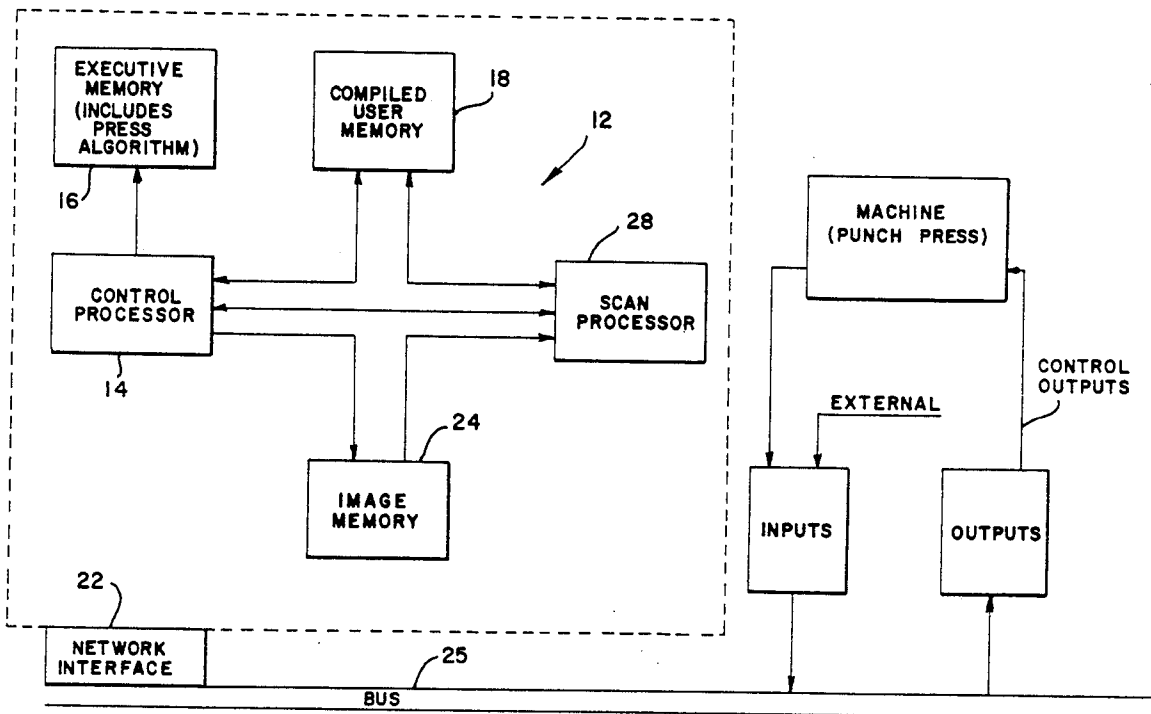 EXECUTIVE
MEMORY
(INCLUDES
PRESS
ALGORITHM)
16
COMPILED
USER
MEMORY
18
12
CONTROL
PROCESSOR
14
28
SCAN
PROCESSOR
24
IMAGE
MEMORY
MACHINE
(PUNCH PRESS)
CONTROL
OUTPUTS
EXTERNAL
INPUTS
OUTPUTS
22
NETWORK
INTERFACE
25
BUS